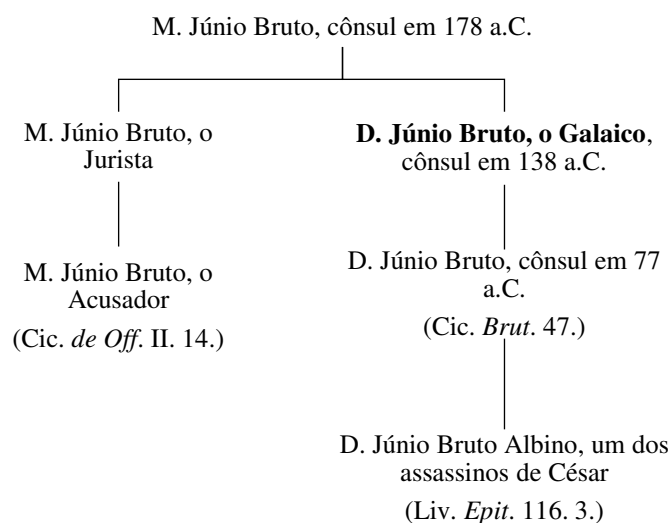 M. Júnio Bruto, cônsul em 178 a.C.
M. Júnio Bruto, o
Jurista
D. Júnio Bruto, o Galaico,
cônsul em 138 a.C.
M. Júnio Bruto, o
Acusador
(Cic. de Off. II. 14.)
D. Júnio Bruto, cônsul em 77
a.C.
(Cic. Brut. 47.)
D. Júnio Bruto Albino, um dos
assassinos de César
(Liv. Epit. 116. 3.)